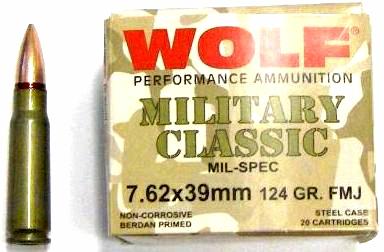 WOLF
PERFORMANCE AMMUNITION
MILITARY
CLASSIC
MIL-SPEC
7.62x39mm 124 GR. FMJ
NON-CORROSIVE STEEL CASE
BERDAN PRIMED 20 CARTRIDGES